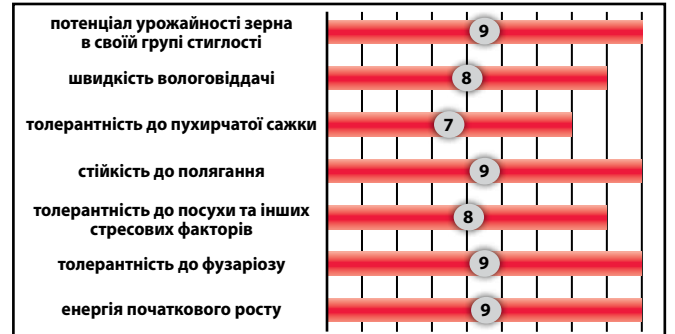 потенціал урожайності зерна
в своїй групі стиглості
9
швидкість вологовіддачі
8
толерантність до пухирчатої сажки
7
стійкість до полягання
9
толерантність до посухи та інших
стресових факторів
8
толерантність до фузаріозу
9
енергія початкового росту
9